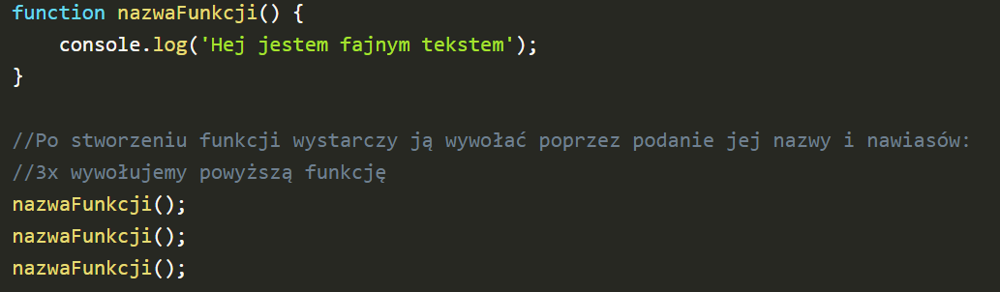 function nazwaFunkcji() {
    console.log('Hej jestem fajnym tekstem');
}
//Po stworzeniu funkcji wystarczy ją wywołać poprzez podanie jej nazwy i nawiasów:
//3x wywołujemy powyższą funkcję
nazwaFunkcji();
nazwaFunkcji();
nazwaFunkcji();